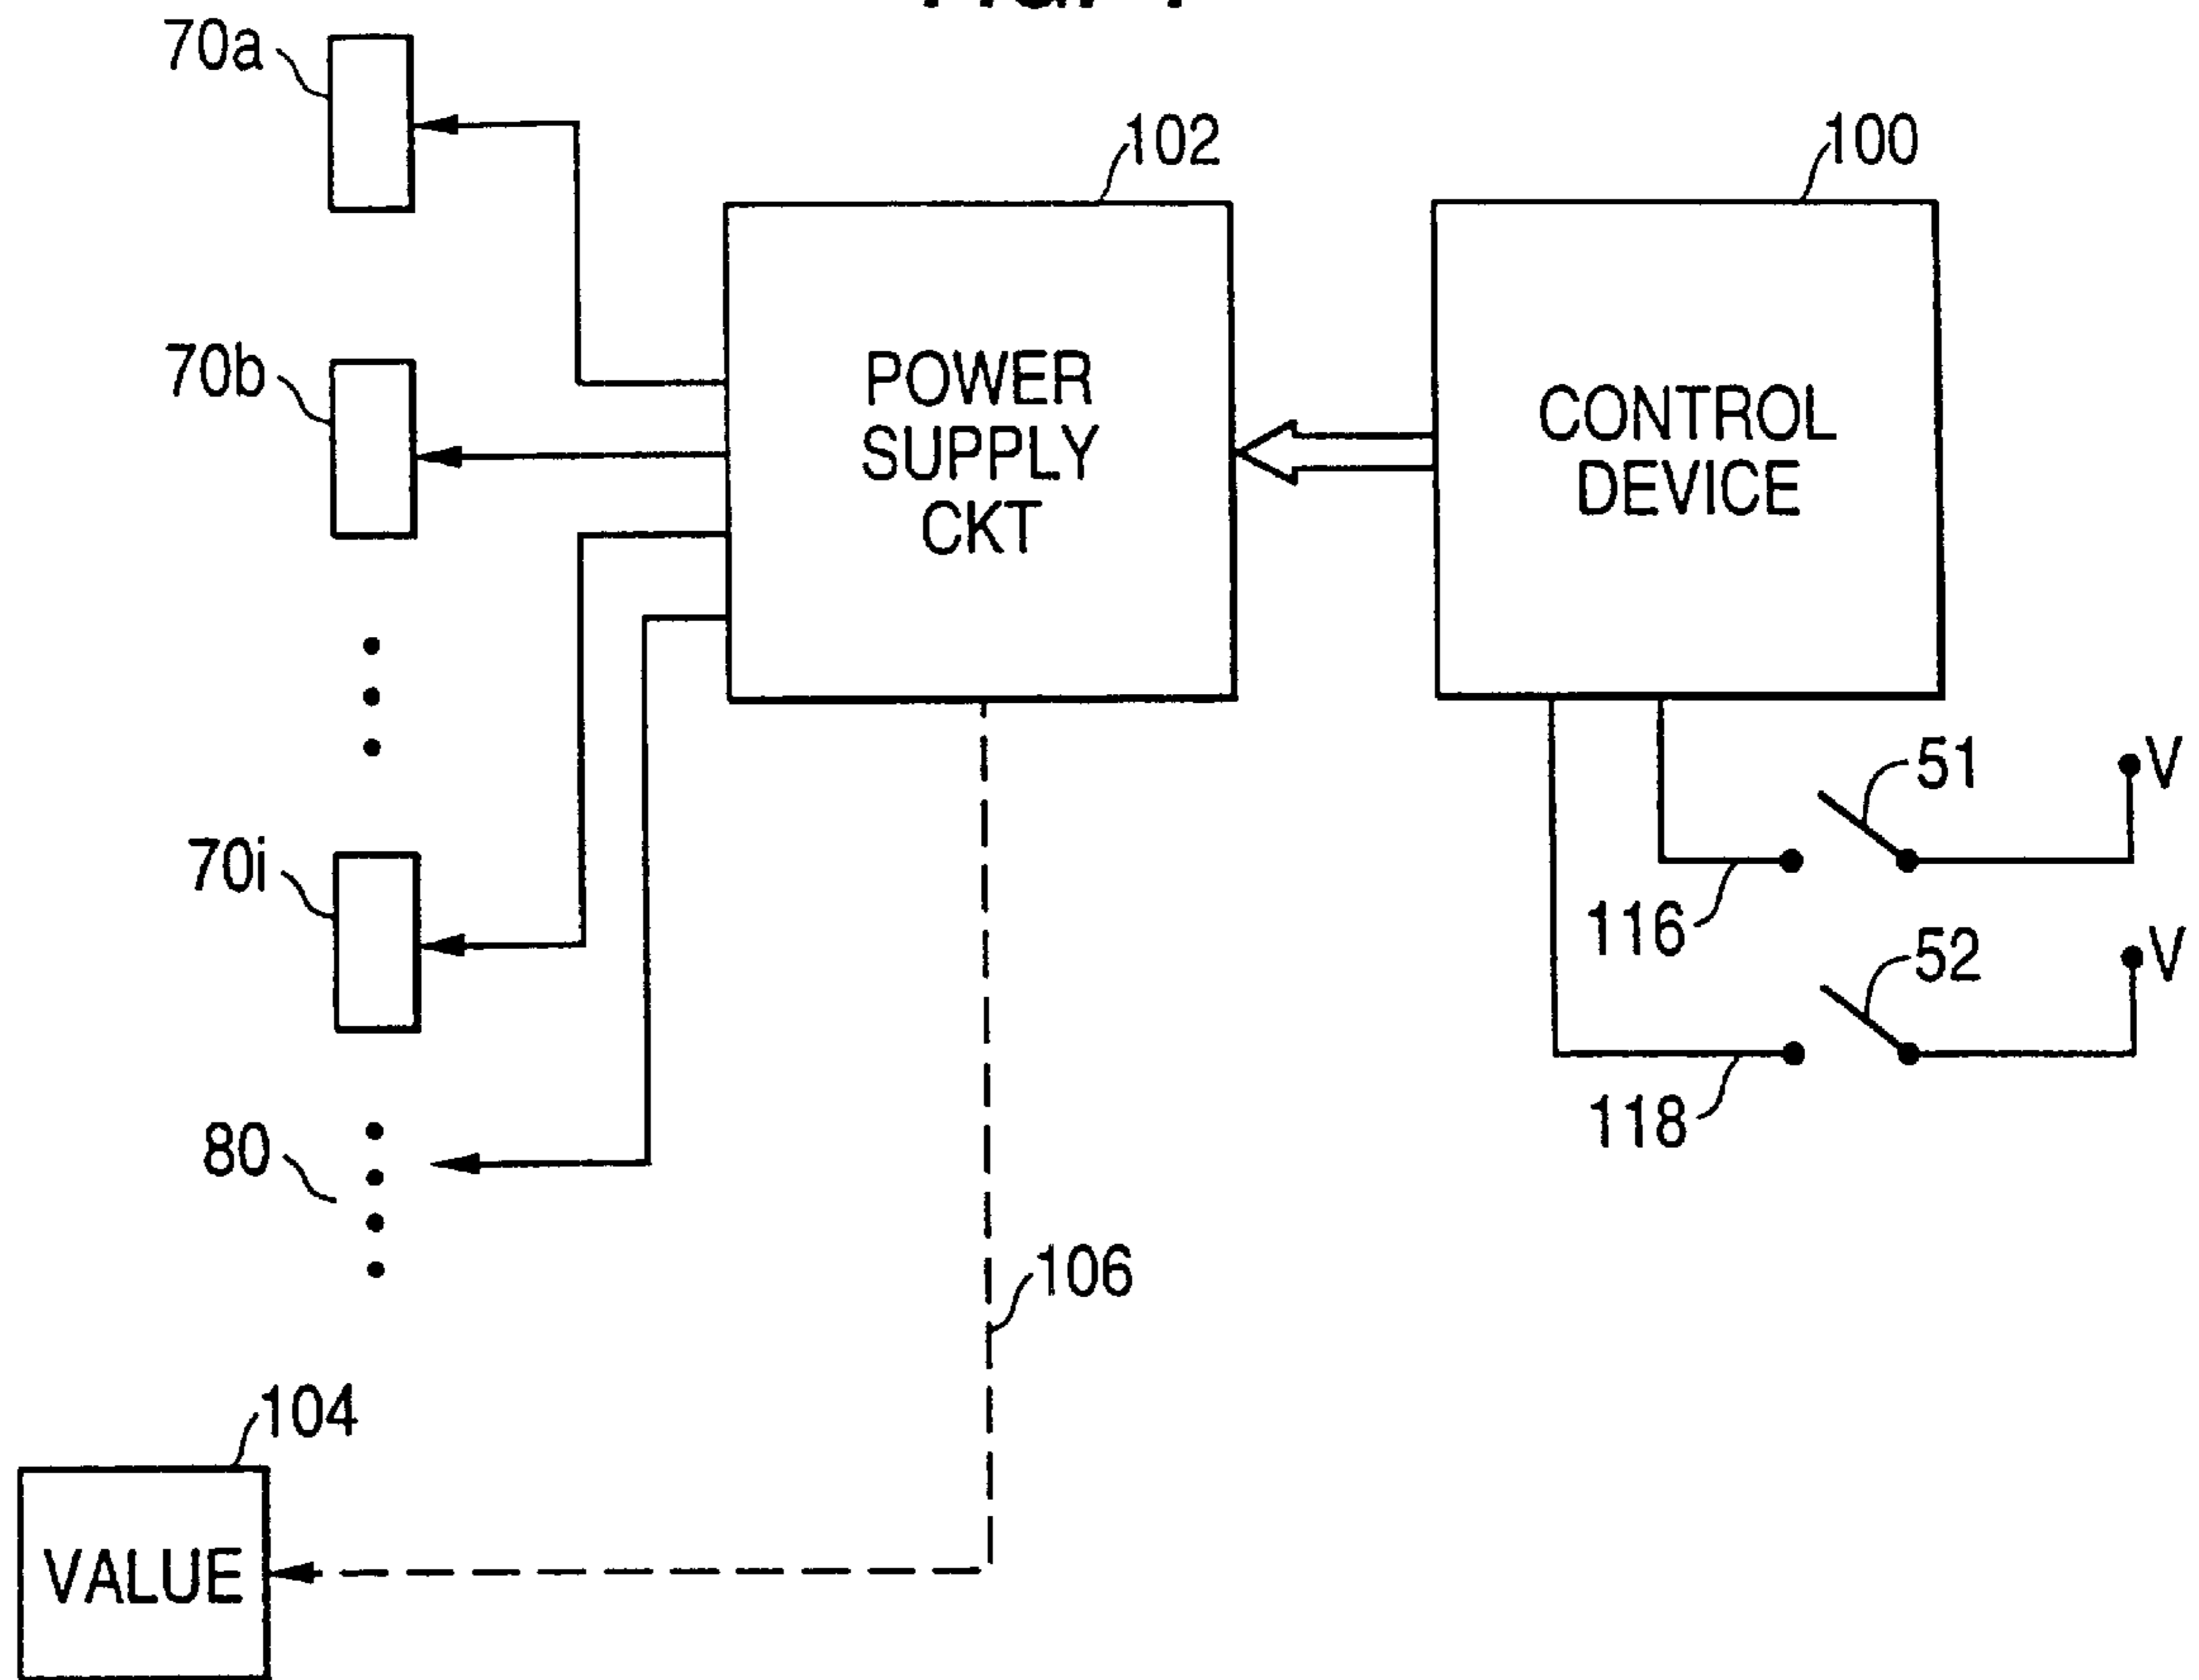 70a
102
100
70b
POWER
SUPPLY
CKT
CONTROL
DEVICE
51
V
70i
116
52
V
80
118
106
104
VALUE